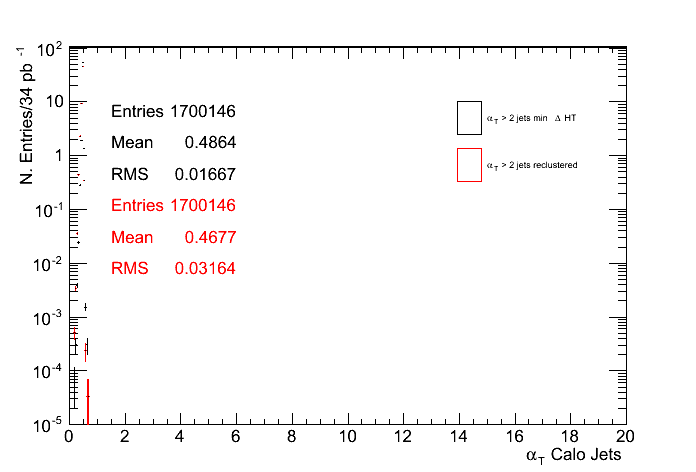 N. Entries/34 pb⁻¹
10²
10
1
10⁻¹
10⁻²
10⁻³
10⁻⁴
10⁻⁵
Entries 1700146
Mean 0.4864
RMS 0.01667
Entries 1700146
Mean 0.4677
RMS 0.03164
α_T > 2 jets min Δ HT
α_T > 2 jets reclustered
0 2 4 6 8 10 12 14 16 18 20
α_T Calo Jets